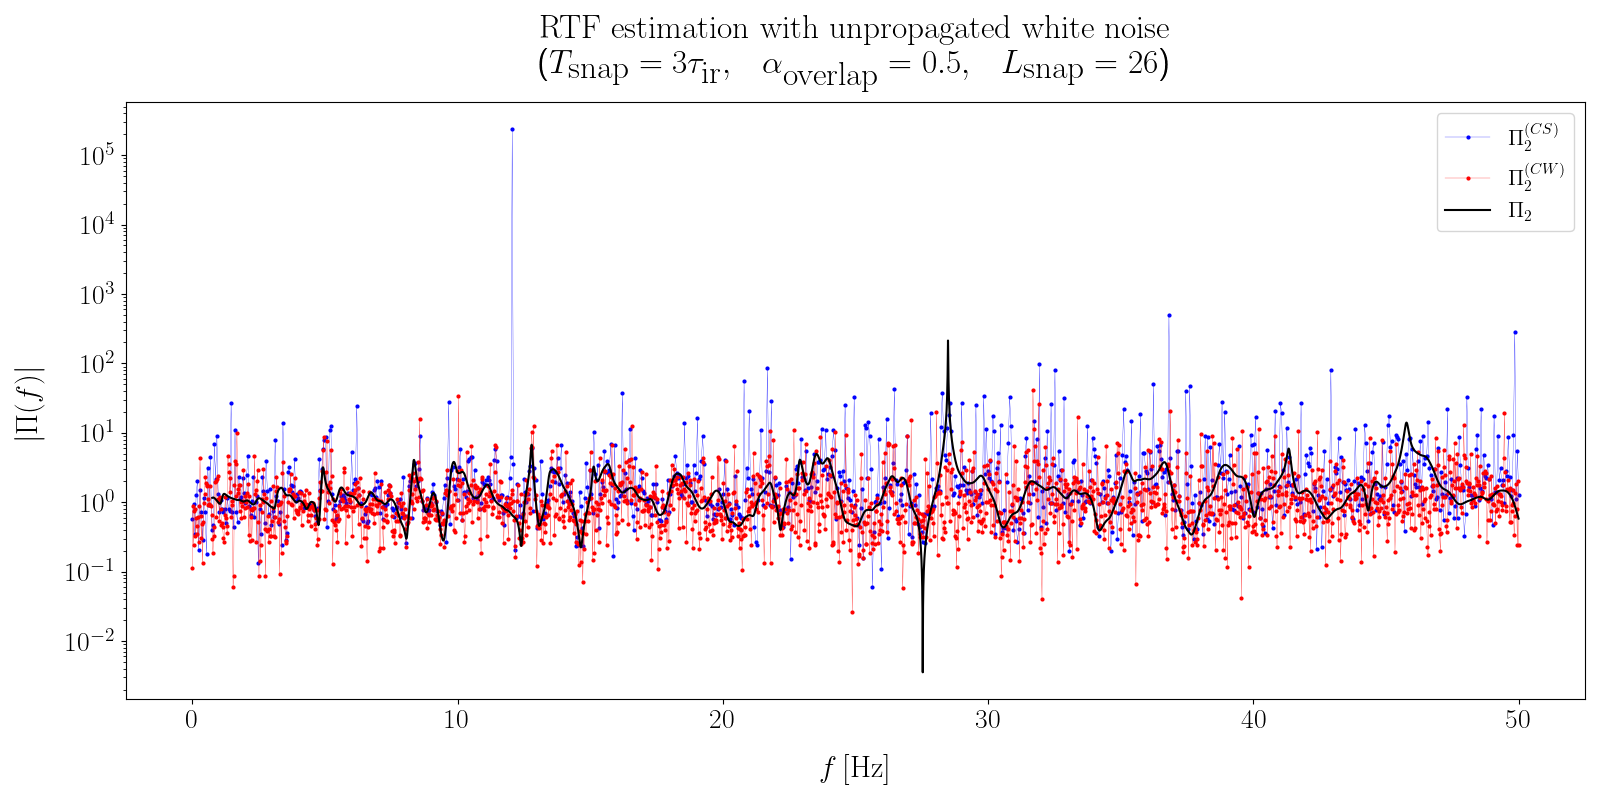 RTF estimation with unpropagated white noise
(T_snap = 3τ_ir, α_overlap = 0.5, L_snap = 26)
|Π(f)|
10^5
10^4
10^3
10^2
10^1
10^0
10^−1
10^−2
Π_2^(CS)
Π_2^(CW)
Π_2
0 10 20 30 40 50
f [Hz]